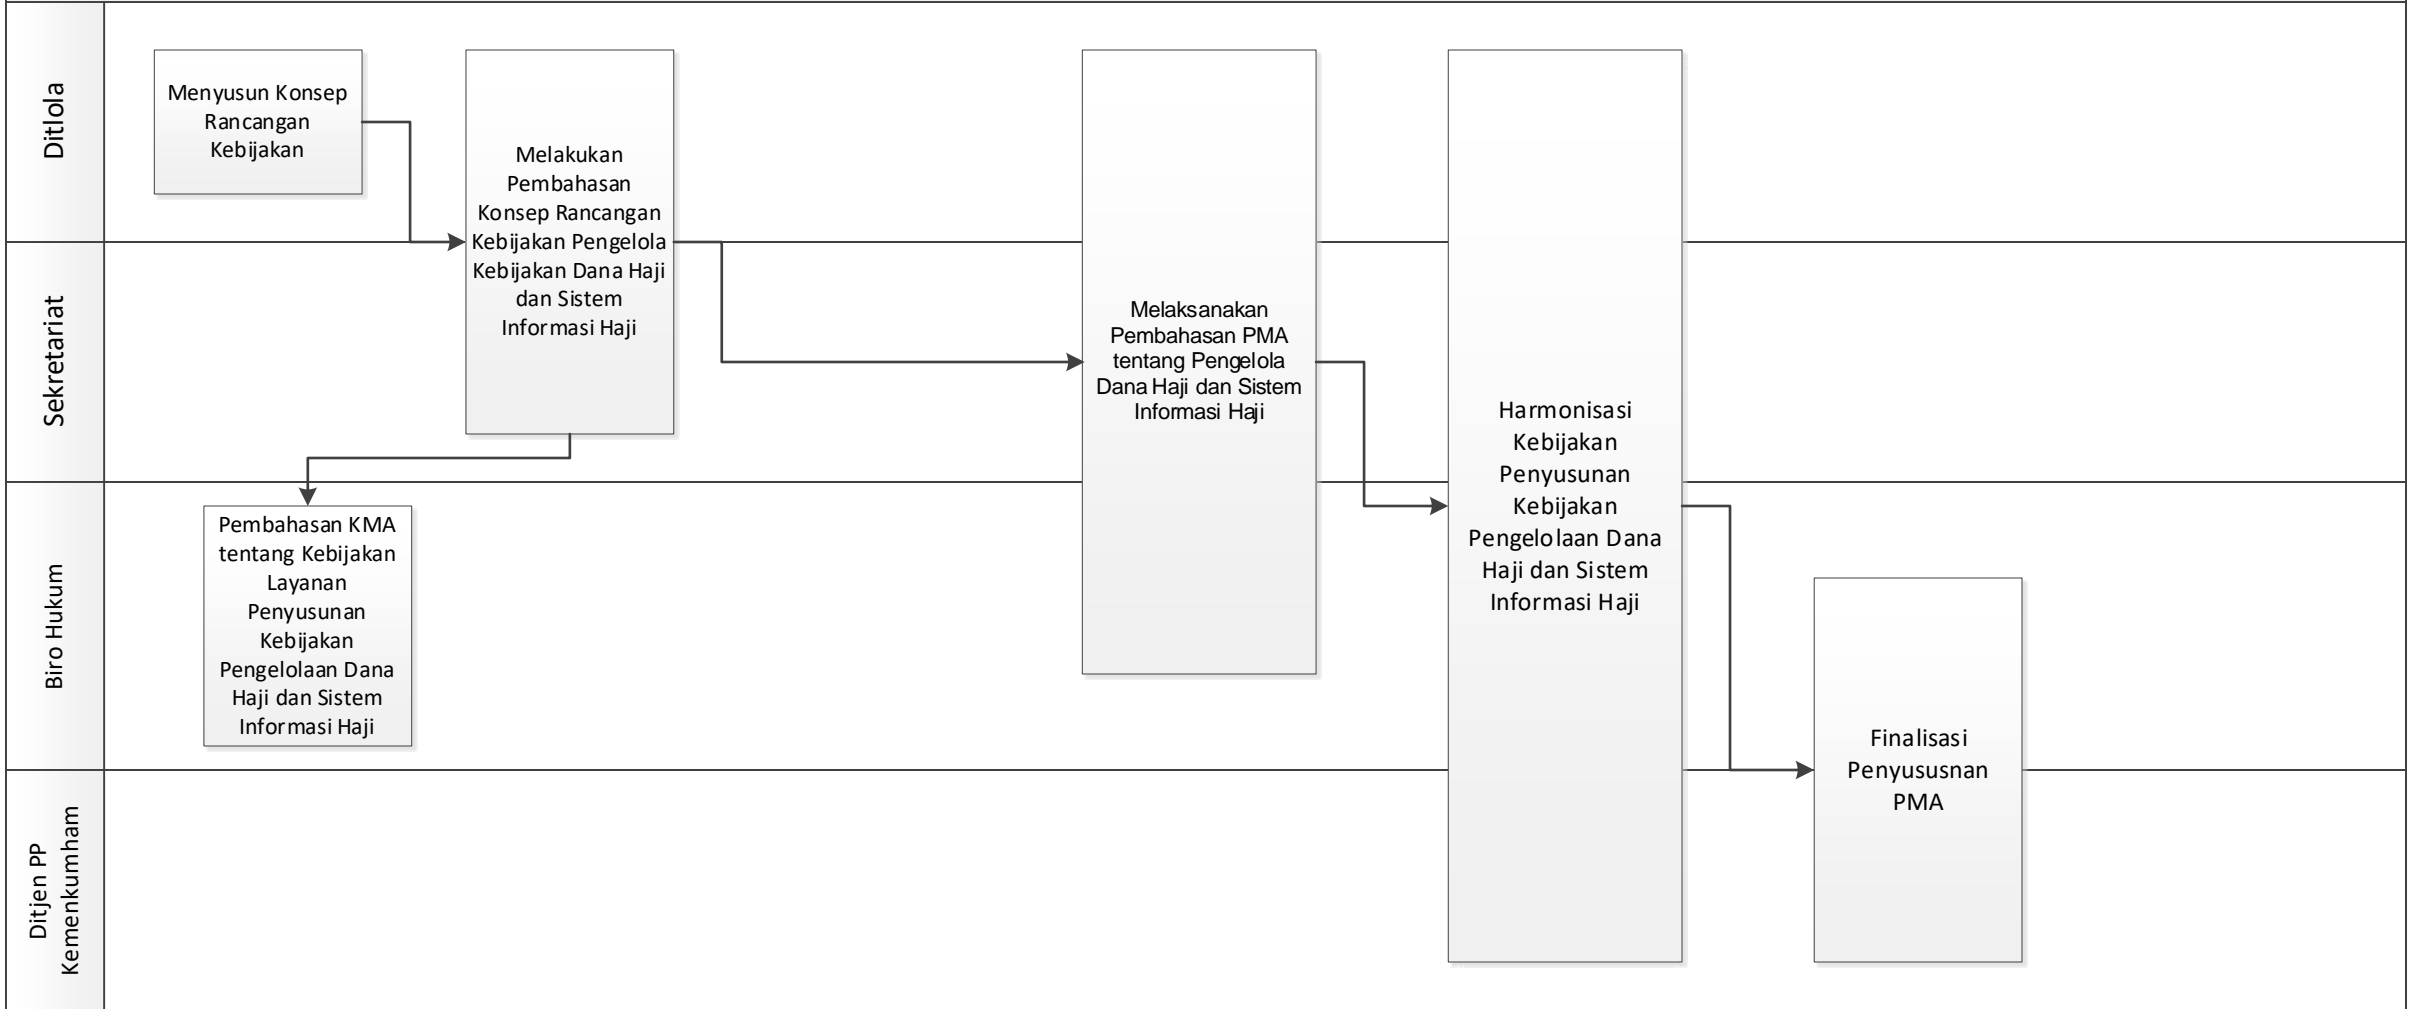 Ditlola
Menyusun Konsep
Rancangan
Kebijakan
Melakukan
Pembahasan
Konsep Rancangan
Kebijakan Pengelola
Kebijakan Dana Haji
dan Sistem
Informasi Haji
Sekretariat
Melaksanakan
Pembahasan PMA
tentang Pengelola
Dana Haji dan Sistem
Informasi Haji
Harmonisasi
Kebijakan
Penyusunan
Kebijakan
Pengelolaan Dana
Haji dan Sistem
Informasi Haji
Biro Hukum
Pembahasan KMA
tentang Kebijakan
Layanan
Penyusunan
Kebijakan
Pengelolaan Dana
Haji dan Sistem
Informasi Haji
Finalisasi
Penyususnan
PMA
Ditjen PP
Kemenkumham